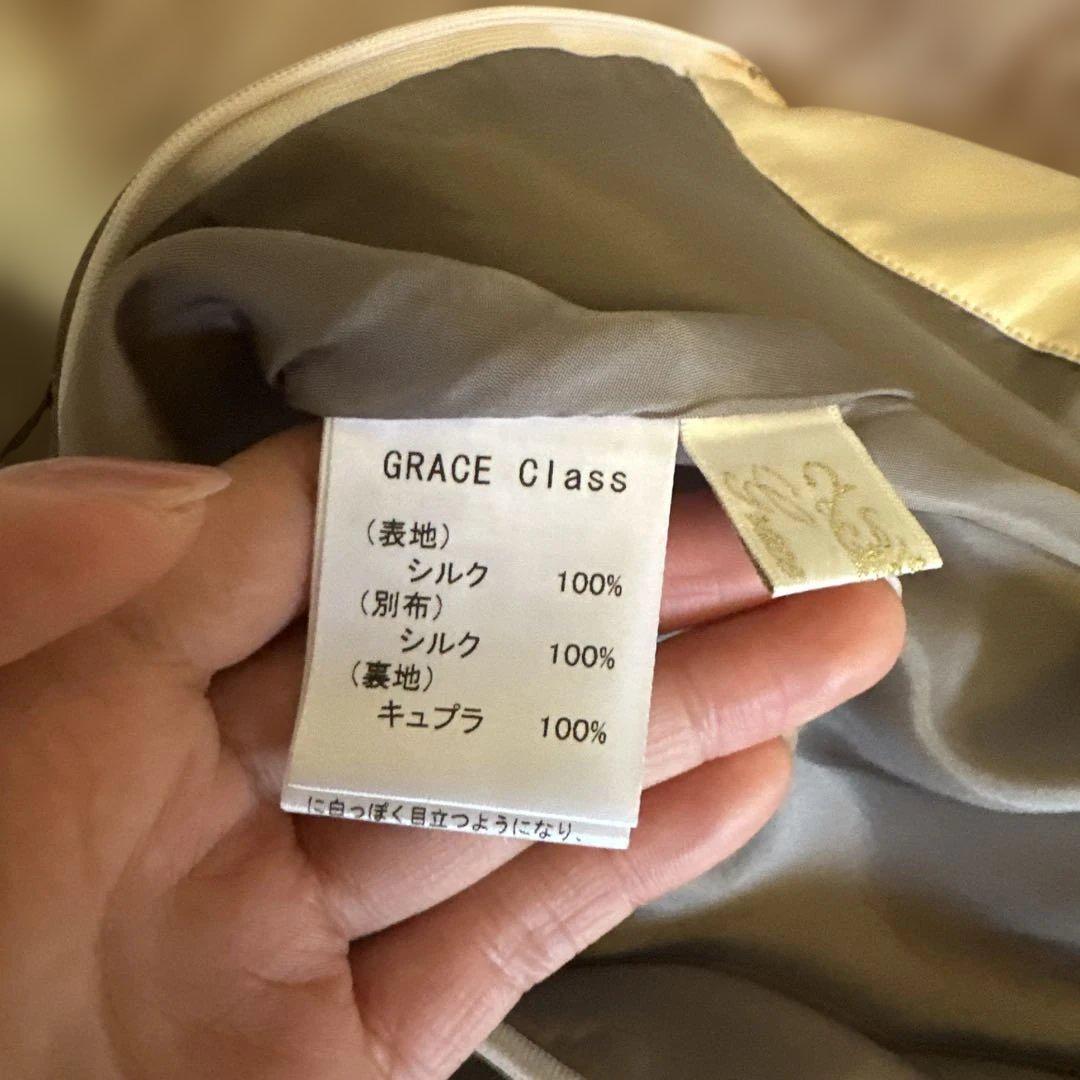 GRACE Class
（表地）
シルク 100%
（別布）
シルク 100%
（裏地）
キュプラ 100%
に白っぽく目立つようになり、